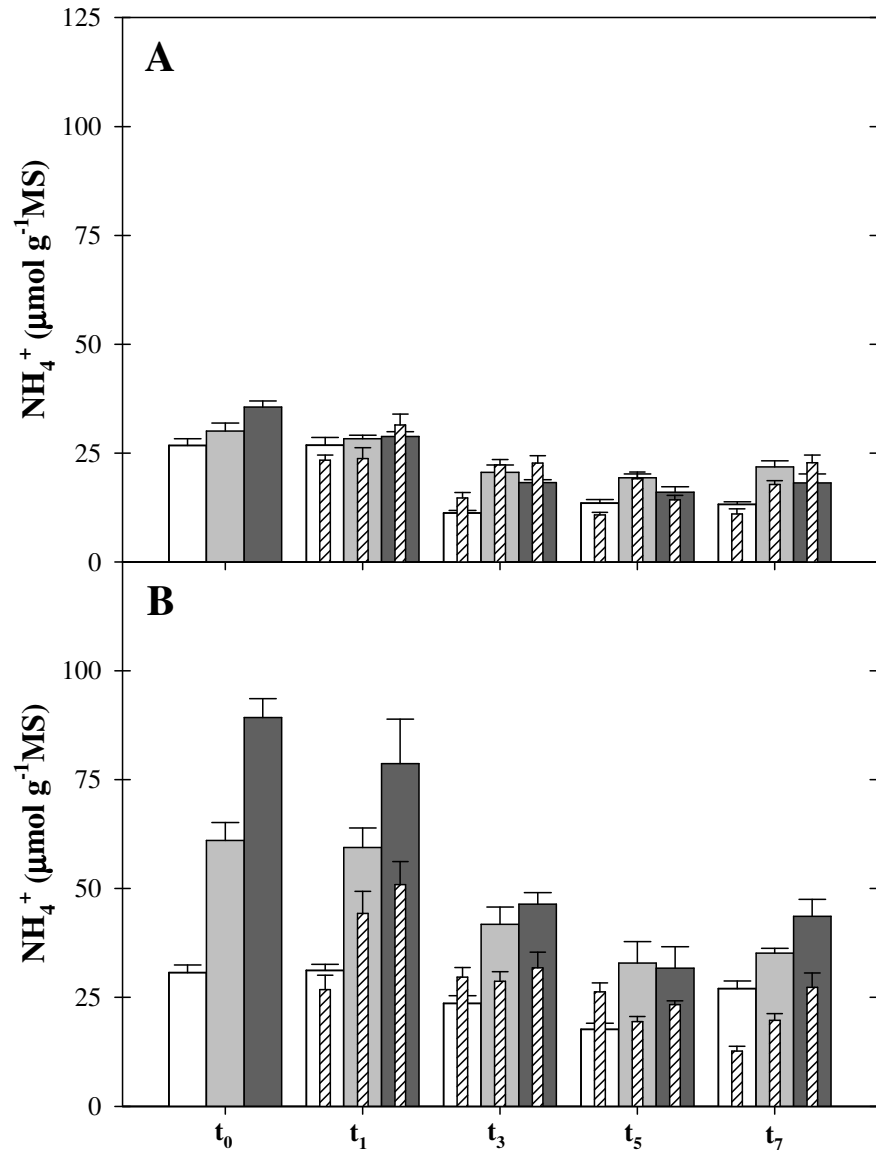 125
A
100
75
50
25
0
NH₄⁺ (μmol g⁻¹MS)
B
100
75
50
25
0
NH₄⁺ (μmol g⁻¹MS)
t₀ t₁ t₃ t₅ t₇